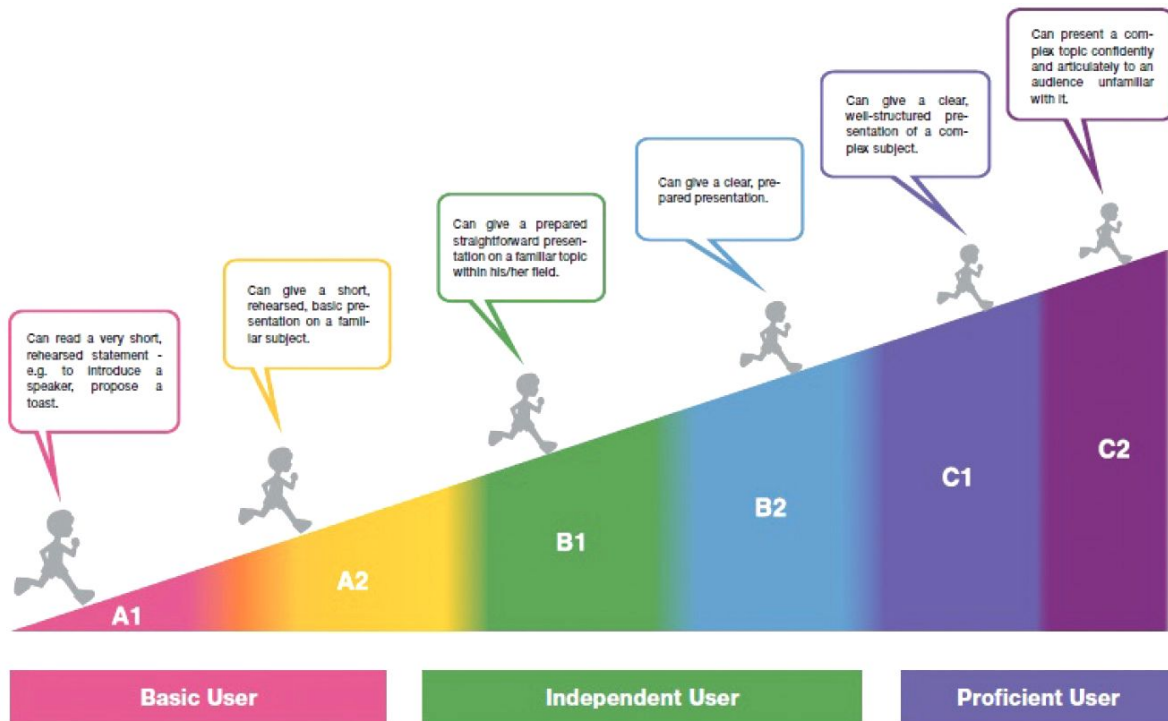 Can read a very short,
rehearsed statement -
e.g. to introduce a
speaker, propose a
toast.
Can give a short,
rehearsed, basic pre-
sentation on a fami-
liar subject.
Can give a prepared
straightforward presen-
tation on a familiar topic
within his/her field.
Can give a clear, pre-
pared presentation.
Can give a clear,
well-structured pre-
sentation of a com-
plex subject.
Can present a com-
plex topic confidently
and articulately to an
audience unfamiliar
with it.
A1
A2
B1
B2
C1
C2
Basic User
Independent User
Proficient User